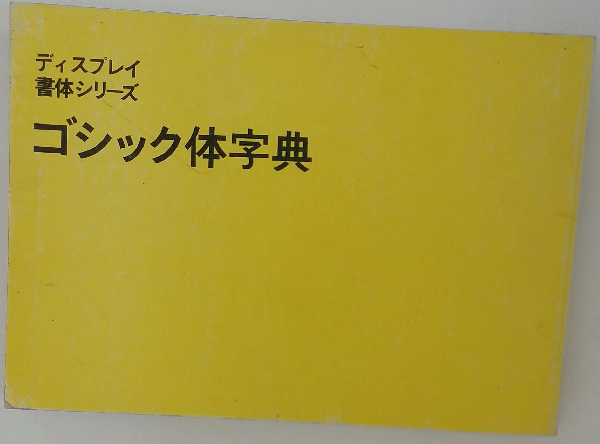 ディスプレイ
書体シリーズ
ゴシック体字典